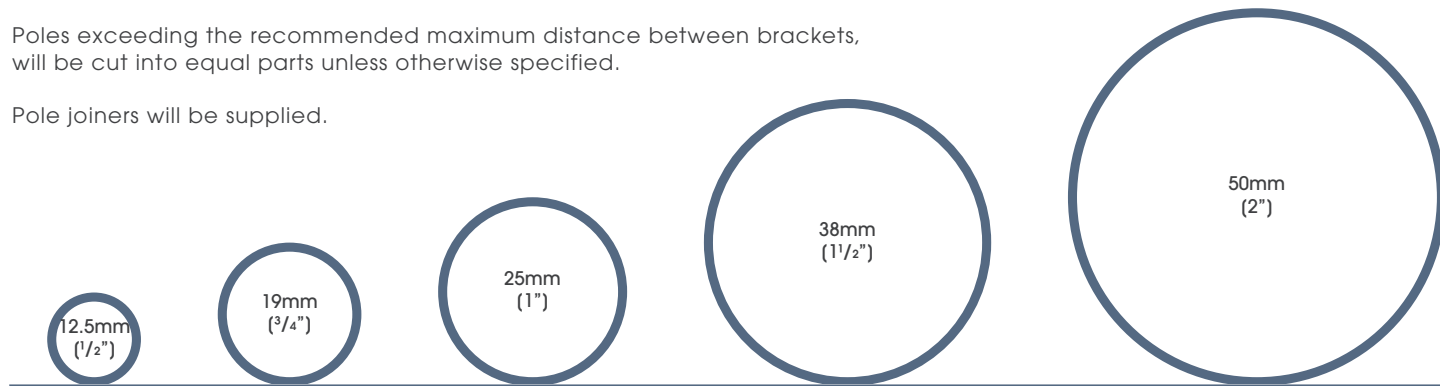 Poles exceeding the recommended maximum distance between brackets,
will be cut into equal parts unless otherwise specified.
Pole joiners will be supplied.
12.5mm
(1/2”)
19mm
(3/4”)
25mm
(1”)
38mm
(11/2”)
50mm
(2”)